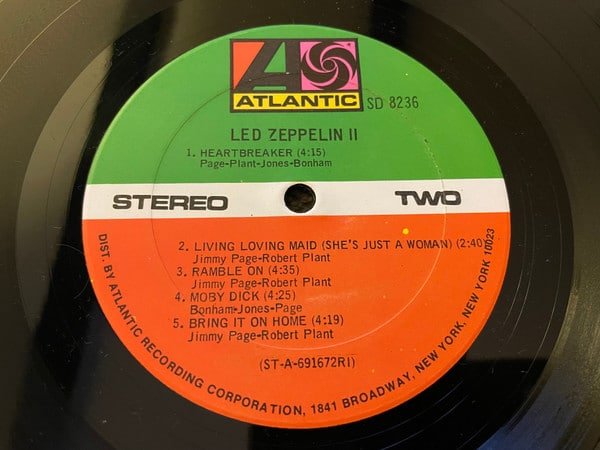 ATLANTIC
SD 8236
LED ZEPPELIN II
1. HEARTBREAKER (4:15)
Page-Plant-Jones-Bonham
STEREO TWO
2. LIVING LOVING MAID (SHE'S JUST A WOMAN) (2:40)
Jimmy Page-Robert Plant
3. RAMBLE ON (4:35)
Jimmy Page-Robert Plant
4. MOBY DICK (4:25)
Bonham-Jones-Page
5. BRING IT ON HOME (4:19)
Jimmy Page-Robert Plant
(ST-A-691672RI)
DIST. BY ATLANTIC RECORDING CORPORATION, 1841 BROADWAY, NEW YORK, NEW YORK 10023